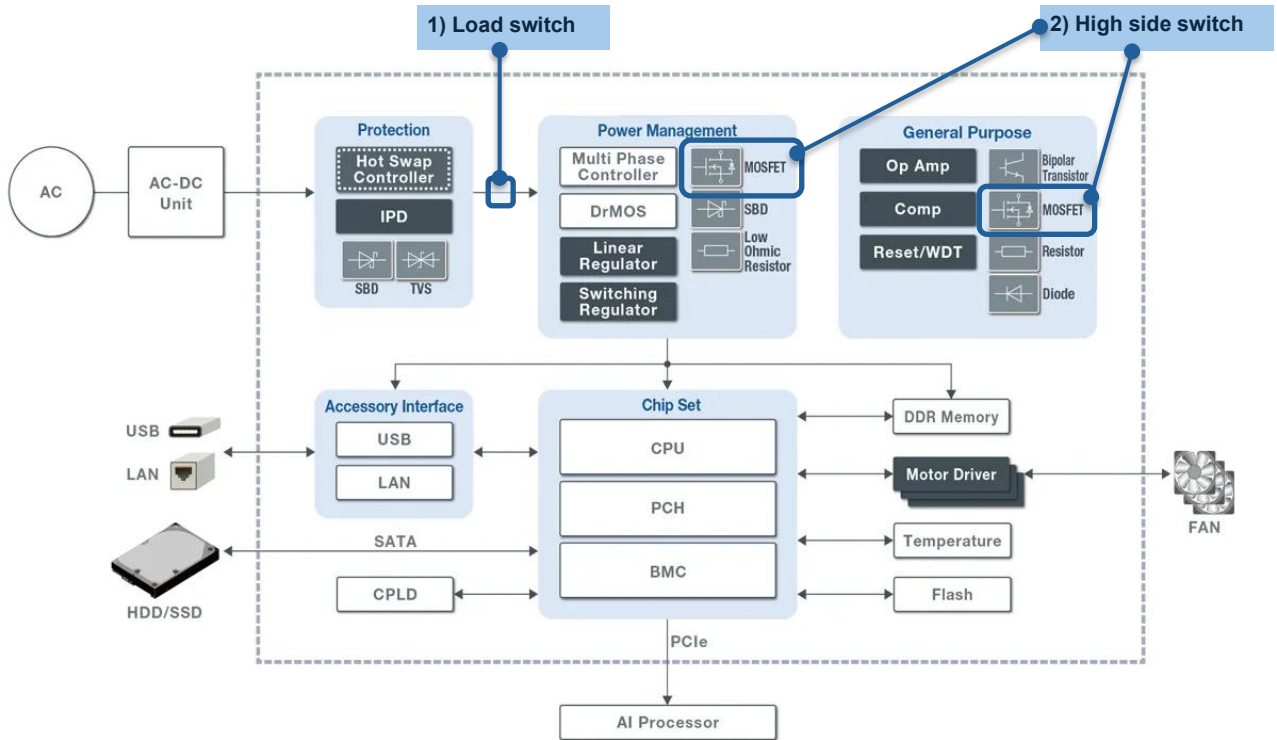 1) Load switch
2) High side switch
Protection
Hot Swap
Controller
IPD
SBD
TVS
Power Management
Multi Phase
Controller
DrMOS
Linear
Regulator
Switching
Regulator
MOSFET
SBD
Low
Ohmic
Resistor
General Purpose
Op Amp
Comp
Reset/WDT
Bipolar
Transistor
MOSFET
Resistor
Diode
AC
AC-DC
Unit
Accessory Interface
USB
LAN
Chip Set
CPU
PCH
BMC
DDR Memory
Motor Driver
Temperature
Flash
USB
LAN
HDD/SSD
SATA
CPLD
FAN
PCIe
AI Processor